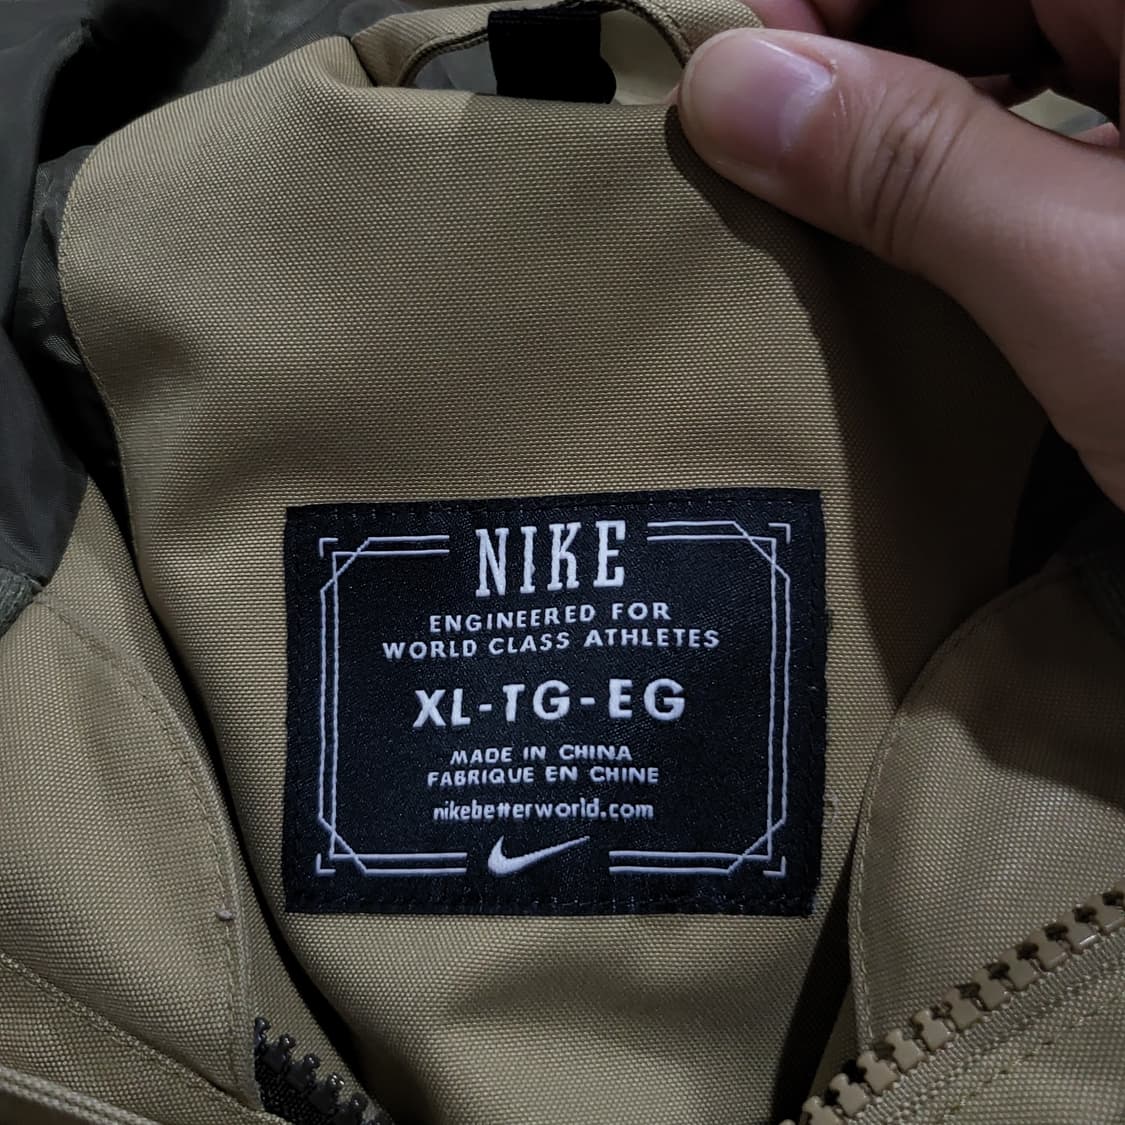 NIKE
ENGINEERED FOR
WORLD CLASS ATHLETES
XL-TG-EG
MADE IN CHINA
FABRIQUE EN CHINE
nikebetterworld.com